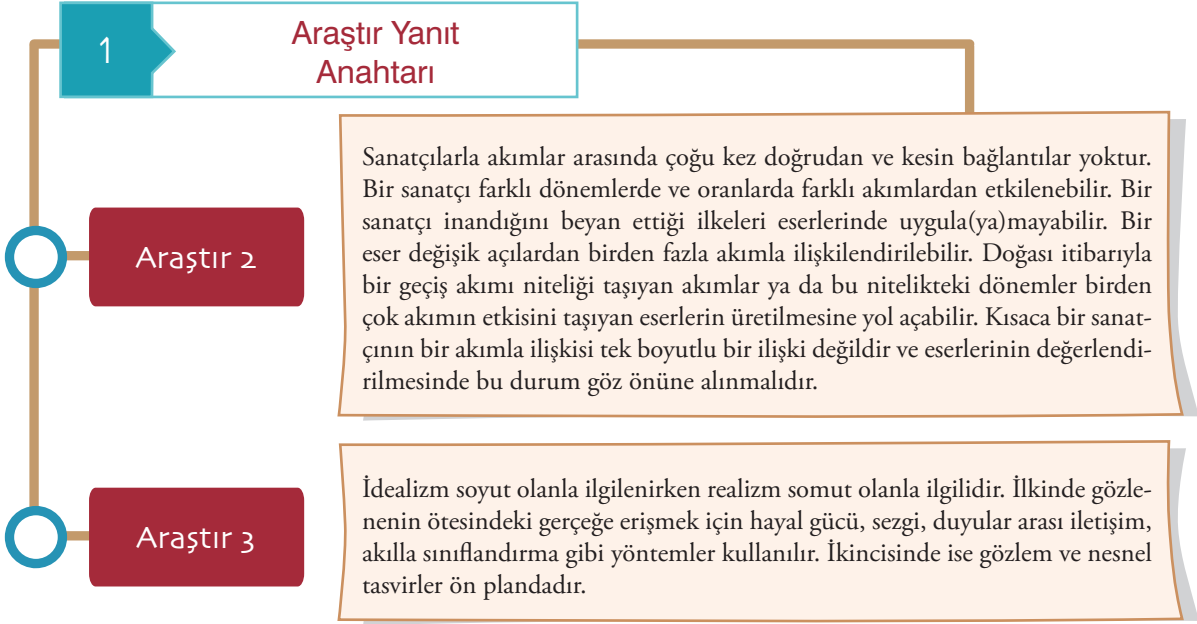 1
Araştır Yanıt
Anahtarı
Araştır 2
Sanatçılarla akımlar arasında çoğu kez doğrudan ve kesin bağlantılar yoktur.
Bir sanatçı farklı dönemlerde ve oranlarda farklı akımlardan etkilenebilir. Bir
sanatçı inandığını beyan ettiği ilkeleri eserlerinde uygula(ya)mayabilir. Bir
eser değişik açılardan birden fazla akımla ilişkilendirilebilir. Doğası itibarıyla
bir geçiş akımı niteliği taşıyan akımlar ya da bu nitelikteki dönemler birden
çok akımın etkisini taşıyan eserlerin üretilmesine yol açabilir. Kısaca bir sanat-
çının bir akımla ilişkisi tek boyutlu bir ilişki değildir ve eserlerinin değerlendi-
rilmesinde bu durum göz önüne alınmalıdır.
Araştır 3
İdealizm soyut olanla ilgilenirken realizm somut olanla ilgilidir. İlkinde gözle-
nenin ötesindeki gerçeğe erişmek için hayal gücü, sezgi, duyular arası iletişim,
akılla sınıflandırma gibi yöntemler kullanılır. İkincisinde ise gözlem ve nesnel
tasvirler ön plandadır.